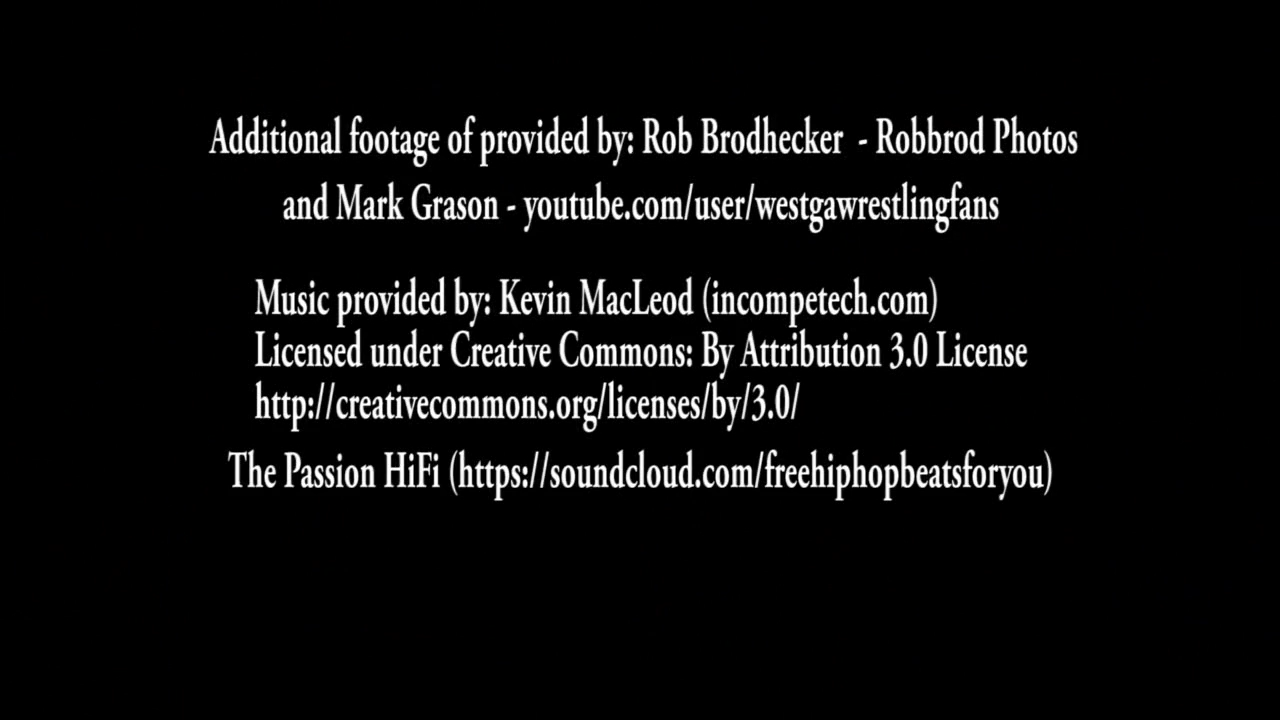 Additional footage of provided by: Rob Brodhecker - Robbrod Photos
and Mark Grason - youtube.com/user/westgawrestlingfans
Music provided by: Kevin MacLeod (incompetech.com)
Licensed under Creative Commons: By Attribution 3.0 License
http://creativecommons.org/licenses/by/3.0/
The Passion HiFi (https://soundcloud.com/freehiphopbeatsforyou)